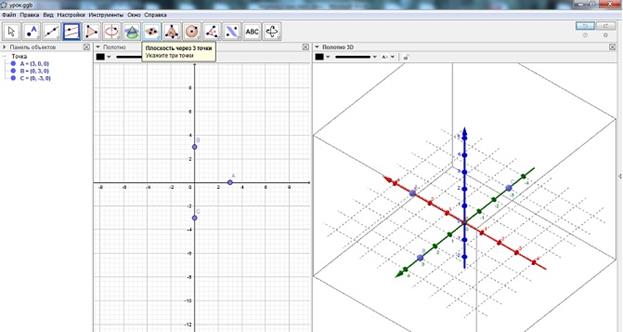 урок.ggb
Файл Правка Вид Настройки Инструменты Окно Справка
ABC
Плоскость через 3 точки
Укажите три точки
Панель объектов
Полотно
Полотно 3D
Точка
A = (3, 0, 0)
B = (0, 3, 0)
C = (0, -3, 0)
8
6
4
B
2
A
-8 -6 -4 -2 0 2 4 6 8
-2
C
-4
-6
-8
-10
-12